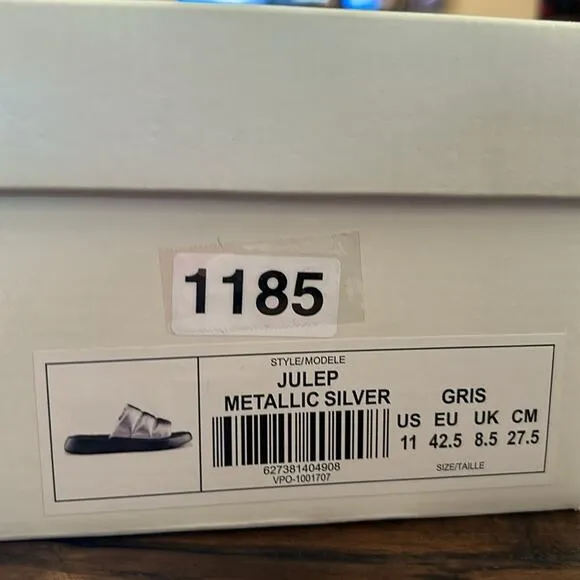 1185
STYLE/MODELE
JULEP
METALLIC SILVER
GRIS
US EU UK CM
11 42.5 8.5 27.5
627381404908
VPO-1001707
SIZE/TAILLE